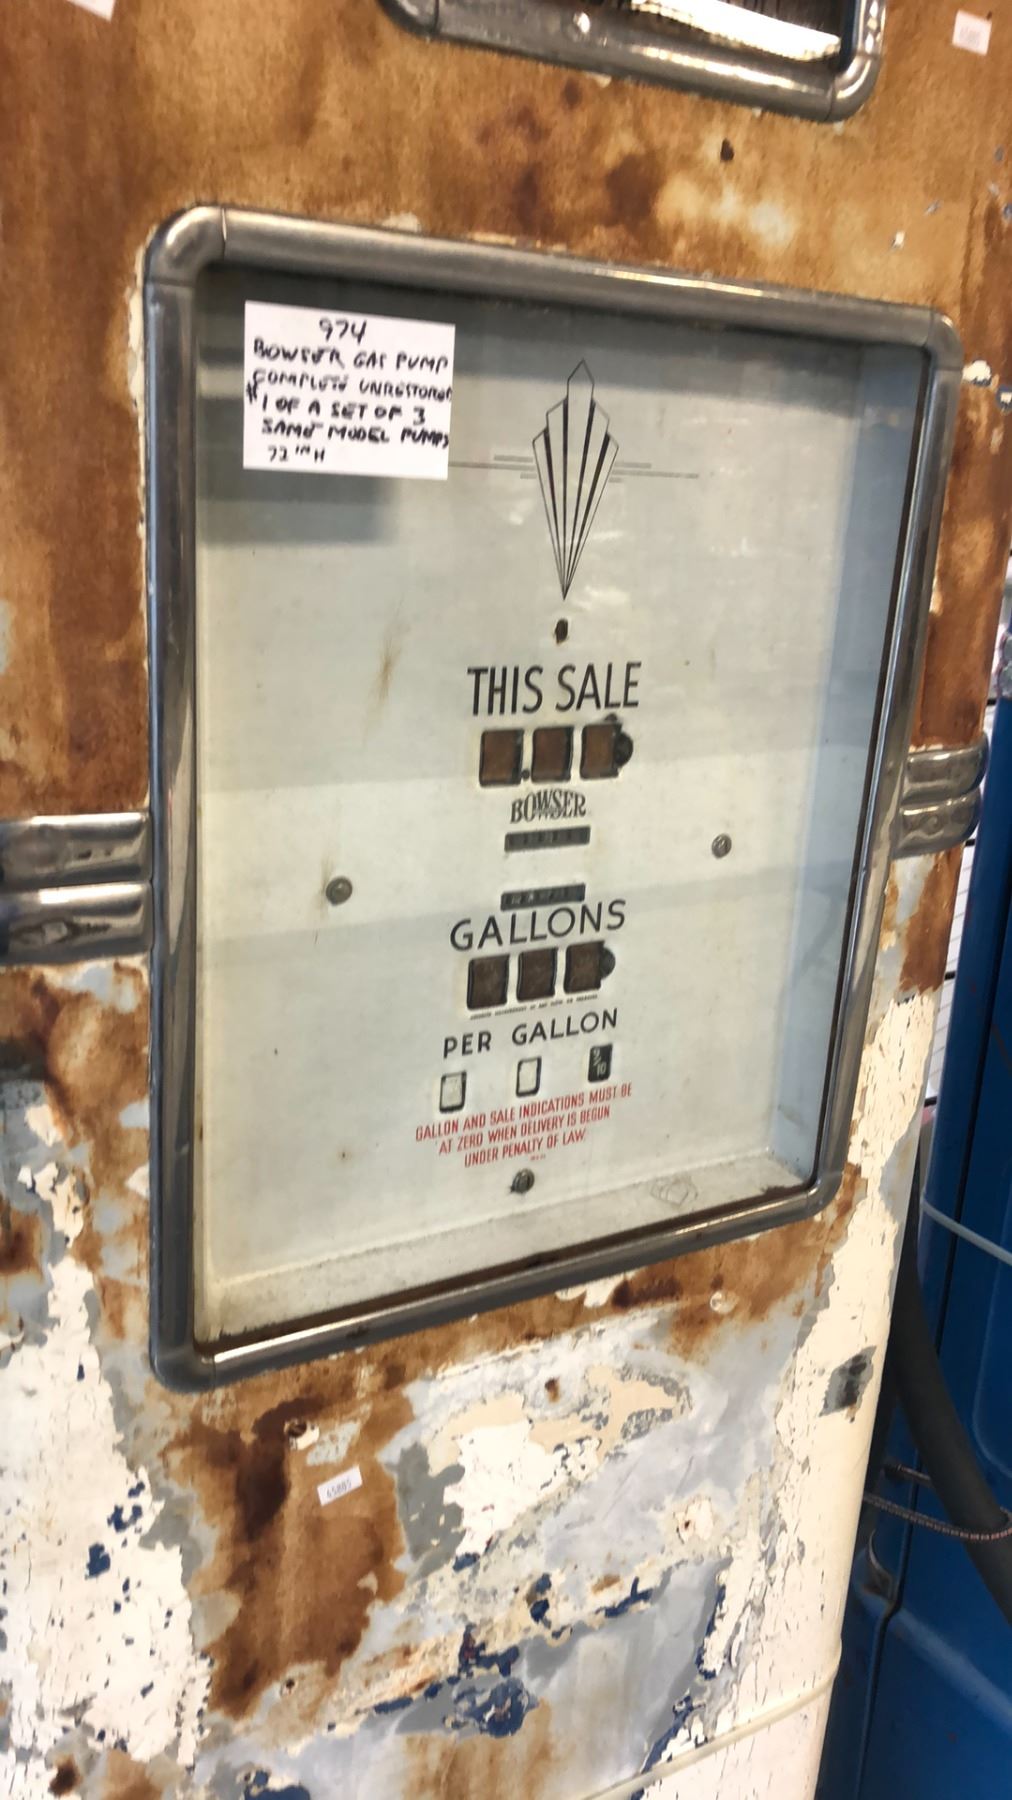 974
BOWSER GAS PUMP
COMPLETE UNRESTORED
#1 OF A SET OF 3
SAME MODEL PUMPS
72 IN H
THIS SALE
BOWSER
GALLONS
PER GALLON
9/10
GALLON AND SALE INDICATIONS MUST BE
AT ZERO WHEN DELIVERY IS BEGUN
UNDER PENALTY OF LAW.